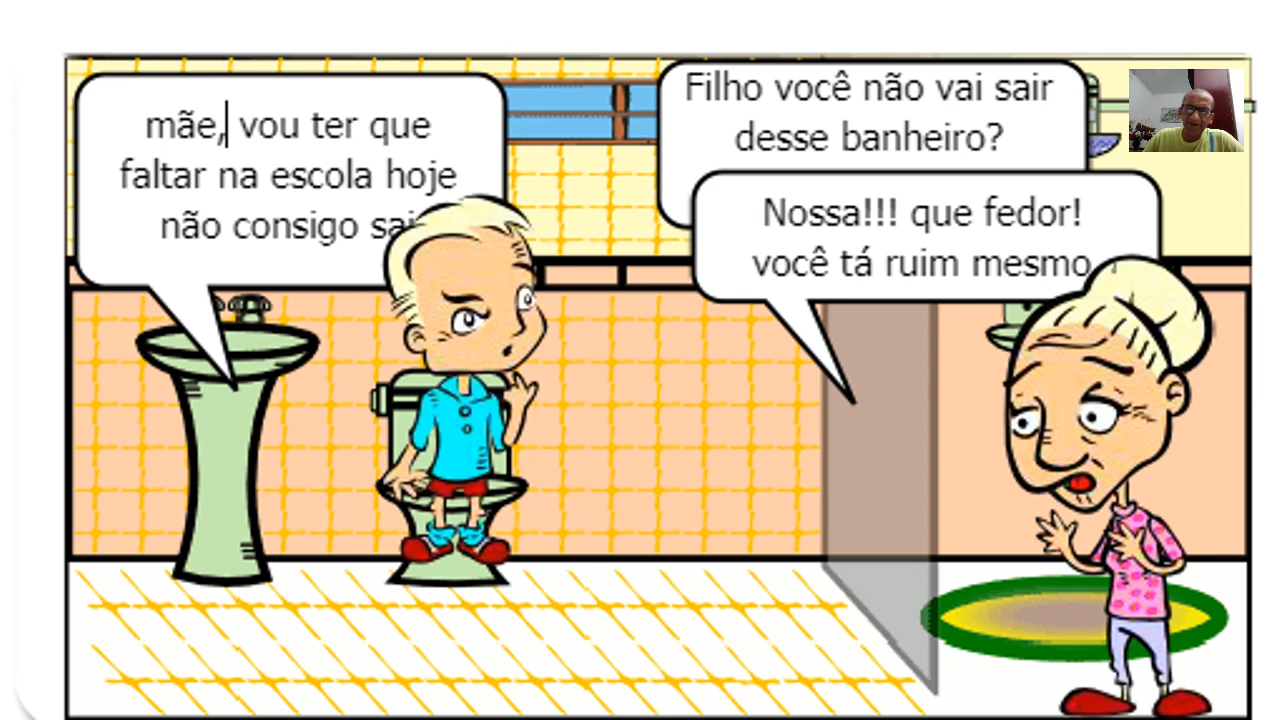 mãe, vou ter que
faltar na escola hoje
não consigo sai
Filho você não vai sair
desse banheiro?
Nossa!!! que fedor!
você tá ruim mesmo